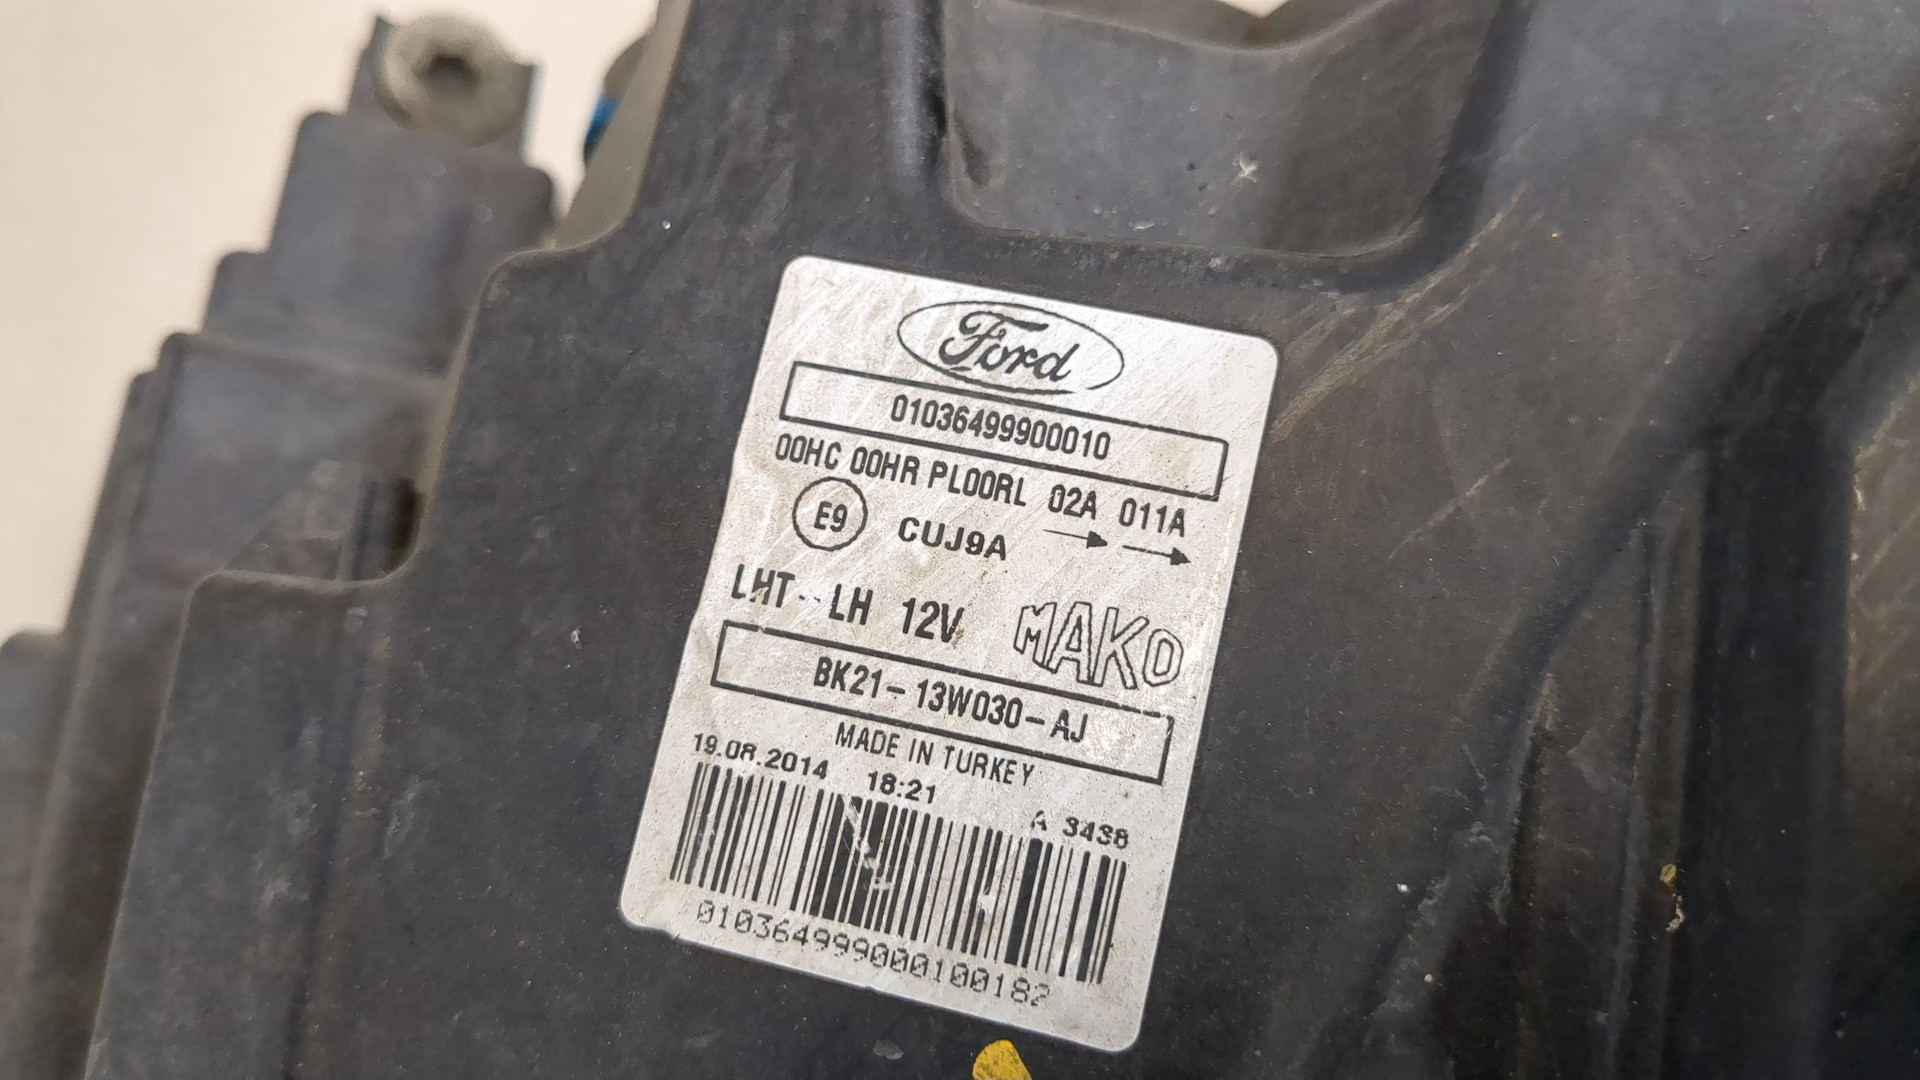 Ford
01036499900010
00HC 00HR PL00RL 02A 011A
E9 CUJ9A
LHT-LH 12V MAKO
BK21-13W030-AJ
MADE IN TURKEY
19.08.2014 18:21
A 3438
010364999000100182